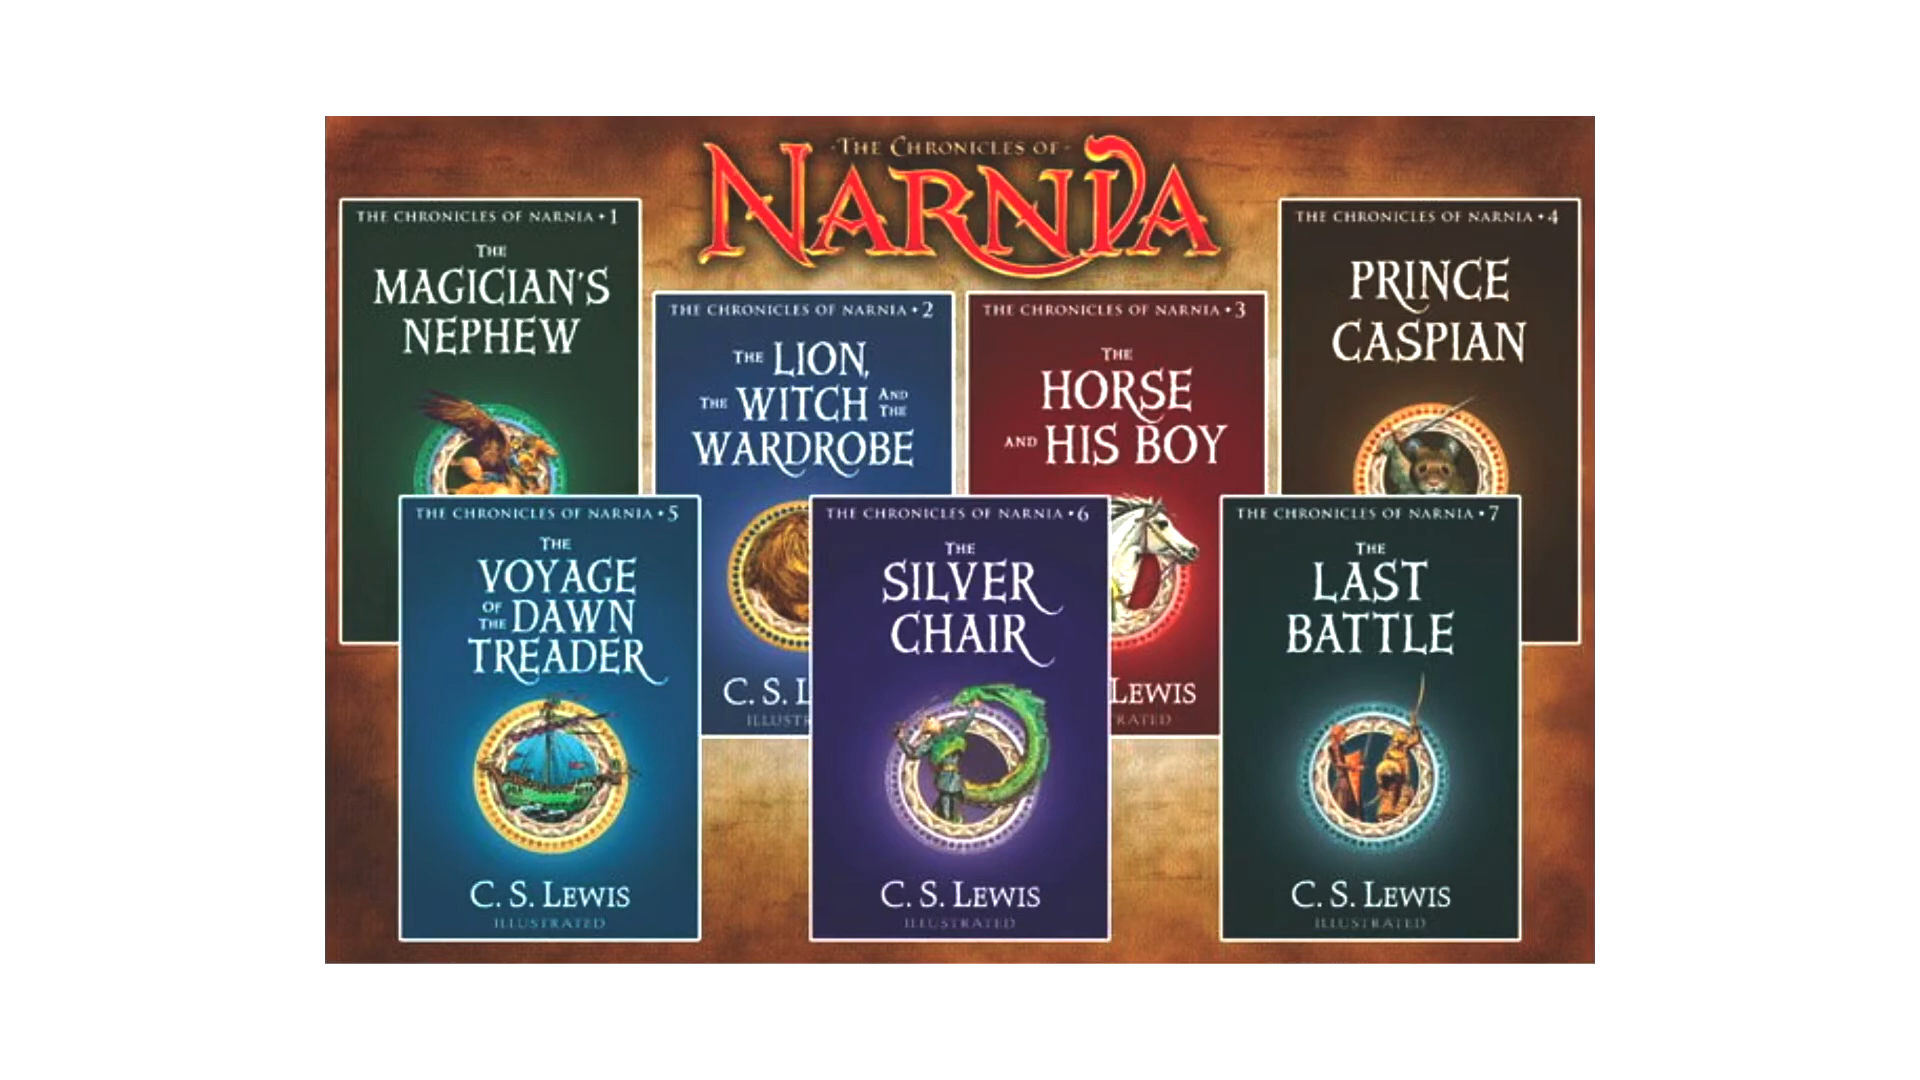 THE CHRONICLES OF
NARNIA
THE CHRONICLES OF NARNIA • 1
THE
MAGICIAN'S
NEPHEW
THE CHRONICLES OF NARNIA • 2
THE LION,
THE WITCH AND THE
WARDROBE
C. S. L
ILLUSTR
THE CHRONICLES OF NARNIA • 3
THE
HORSE
AND HIS BOY
LEWIS
RATED
THE CHRONICLES OF NARNIA • 4
PRINCE
CASPIAN
THE CHRONICLES OF NARNIA • 5
THE
VOYAGE
OF THE DAWN
TREADER
C. S. LEWIS
ILLUSTRATED
THE CHRONICLES OF NARNIA • 6
THE
SILVER
CHAIR
C. S. LEWIS
ILLUSTRATED
THE CHRONICLES OF NARNIA • 7
THE
LAST
BATTLE
C. S. LEWIS
ILLUSTRATED